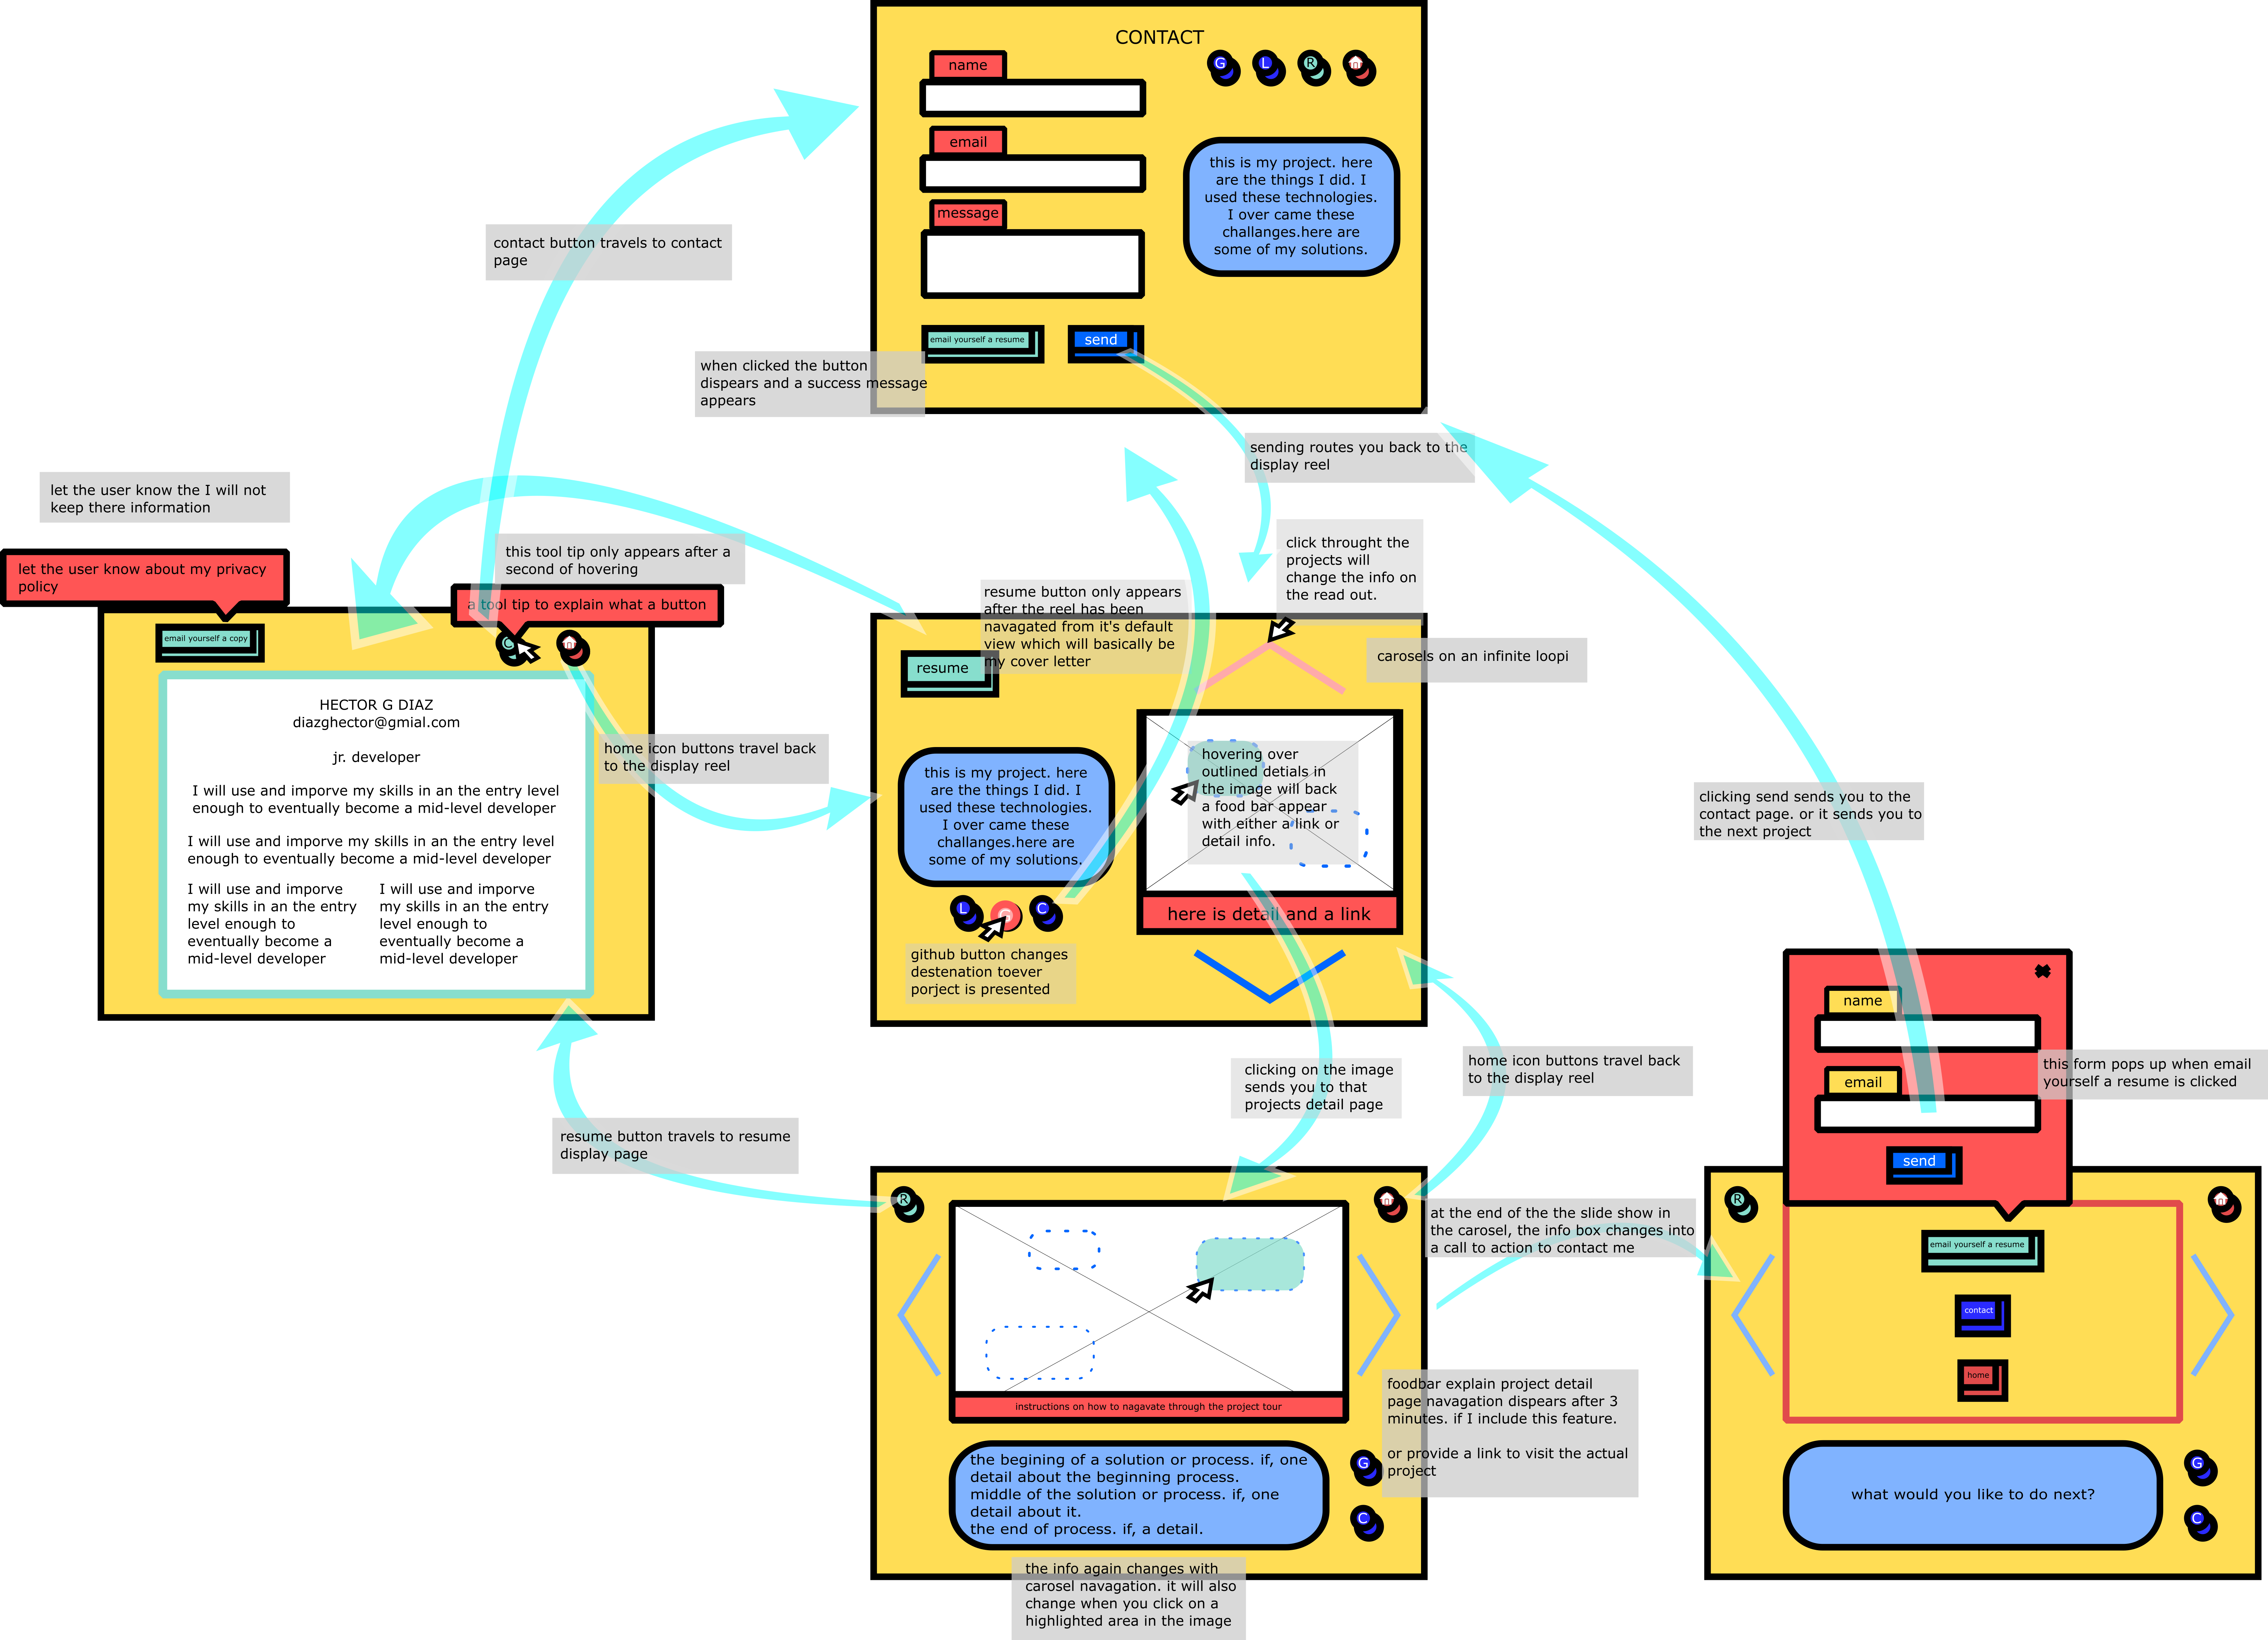 CONTACT
name
G
L
R
email
message
this is my project. here
are the things I did. I
used these technologies.
I over came these
challanges.here are
some of my solutions.
email yourself a resume
send
contact button travels to contact
page
when clicked the button
dispears and a success message
appears
sending routes you back to the
display reel
let the user know the I will not
keep there information
let the user know about my privacy
policy
this tool tip only appears after a
second of hovering
a tool tip to explain what a button
email yourself a copy
C
HECTOR G DIAZ
diazghector@gmial.com
jr. developer
I will use and imporve my skills in an the entry level
enough to eventually become a mid-level developer
I will use and imporve my skills in an the entry level
enough to eventually become a mid-level developer
I will use and imporve
my skills in an the entry
level enough to
eventually become a
mid-level developer
I will use and imporve
my skills in an the entry
level enough to
eventually become a
mid-level developer
home icon buttons travel back
to the display reel
resume button only appears
after the reel has been
navagated from it's default
view which will basically be
my cover letter
click throught the
projects will
change the info on
the read out.
carosels on an infinite loopi
resume
this is my project. here
are the things I did. I
used these technologies.
I over came these
challanges.here are
some of my solutions.
hovering over
outlined detials in
the image will back
a food bar appear
with either a link or
detail info.
here is detail and a link
L
G
C
github button changes
destenation toever
porject is presented
clicking on the image
sends you to that
projects detail page
home icon buttons travel back
to the display reel
resume button travels to resume
display page
clicking send sends you to the
contact page. or it sends you to
the next project
name
email
send
this form pops up when email
yourself a resume is clicked
R
instructions on how to nagavate through the project tour
the begining of a solution or process. if, one
detail about the beginning process.
middle of the solution or process. if, one
detail about it.
the end of process. if, a detail.
G
C
the info again changes with
carosel navagation. it will also
change when you click on a
highlighted area in the image
at the end of the the slide show in
the carosel, the info box changes into
a call to action to contact me
foodbar explain project detail
page navagation dispears after 3
minutes. if I include this feature.
or provide a link to visit the actual
project
R
email yourself a resume
contact
home
what would you like to do next?
G
C